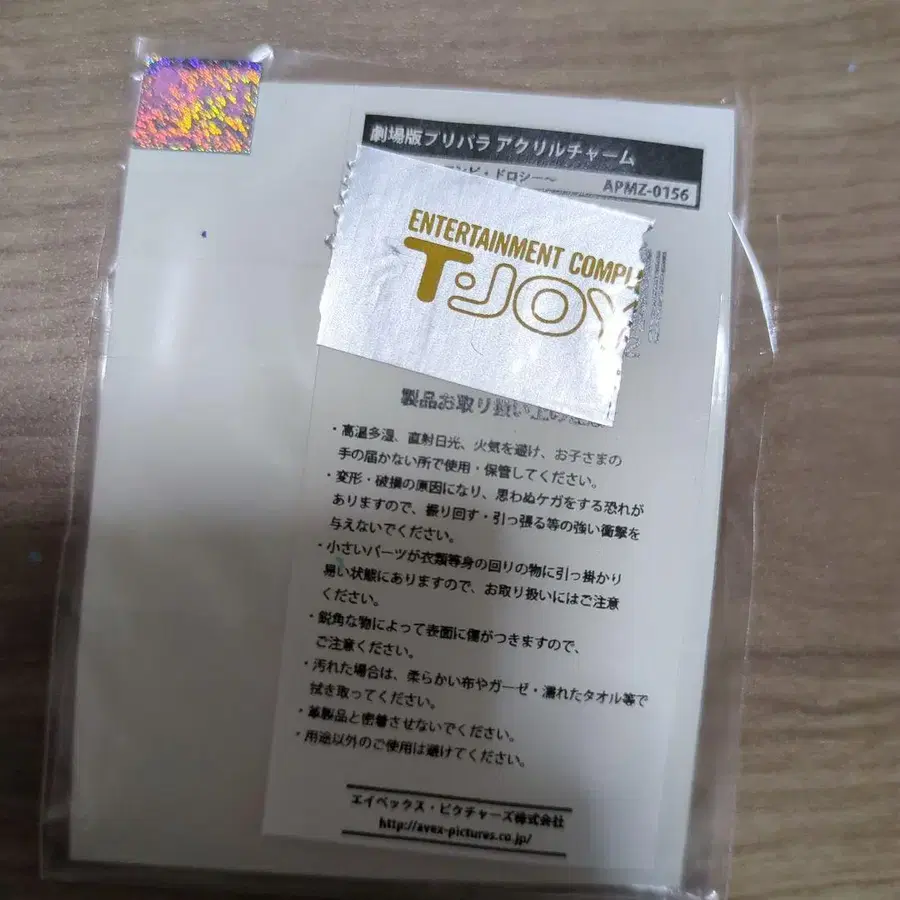 劇場版プリパラ アクリルチャーム
ンビ・ドロシー～ APMZ-0156
ENTERTAINMENT COMPL
T・JOY
製品お取り扱い上の
・高温多湿、直射日光、火気を避け、お子さまの
手の届かない所で使用・保管してください。
・変形・破損の原因になり、思わぬケガをする恐れが
ありますので、振り回す・引っ張る等の強い衝撃を
与えないでください。
・小さいパーツが衣類等身の回りの物に引っ掛かり
易い状態にありますので、お取り扱いにはご注意
ください。
・鋭角な物によって表面に傷がつきますので、
ご注意ください。
・汚れた場合は、柔らかい布やガーゼ・濡れたタオル等で
拭き取ってください。
・革製品と密着させないでください。
・用途以外のご使用は避けてください。
エイベックス・ピクチャーズ株式会社
http://avex-pictures.co.jp/